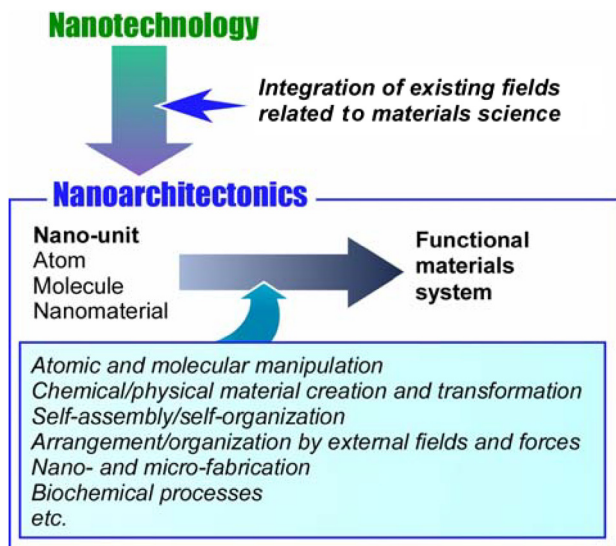 Nanotechnology
Integration of existing fields
related to materials science
Nanoarchitectonics
Nano-unit
Atom
Molecule
Nanomaterial
Functional
materials
system
Atomic and molecular manipulation
Chemical/physical material creation and transformation
Self-assembly/self-organization
Arrangement/organization by external fields and forces
Nano- and micro-fabrication
Biochemical processes
etc.